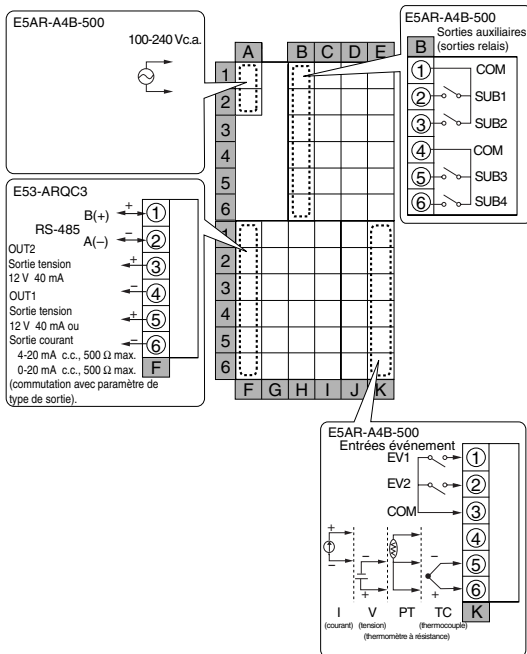 E5AR-A4B-500
100-240 Vc.a.
A B C D E
1
2
3
4
5
6
1
2
3
4
5
6
F G H I J K
E5AR-A4B-500
Sorties auxiliaires
(sorties relais)
B
1 COM
2 SUB1
3 SUB2
4 COM
5 SUB3
6 SUB4
E53-ARQC3
B(+) + 1
RS-485
A(−) − 2
OUT2
Sortie tension + 3
12 V 40 mA
OUT1 − 4
Sortie tension
12 V 40 mA ou + 5
Sortie courant − 6
4-20 mA c.c., 500 Ω max.
0-20 mA c.c., 500 Ω max. F
(commutation avec paramètre de
type de sortie).
E5AR-A4B-500
Entrées événement
EV1 1
EV2 2
COM 3
4
+ − − 5
− + + 6
I V PT TC K
(courant) (tension) (thermocouple)
(thermomètre à résistance)